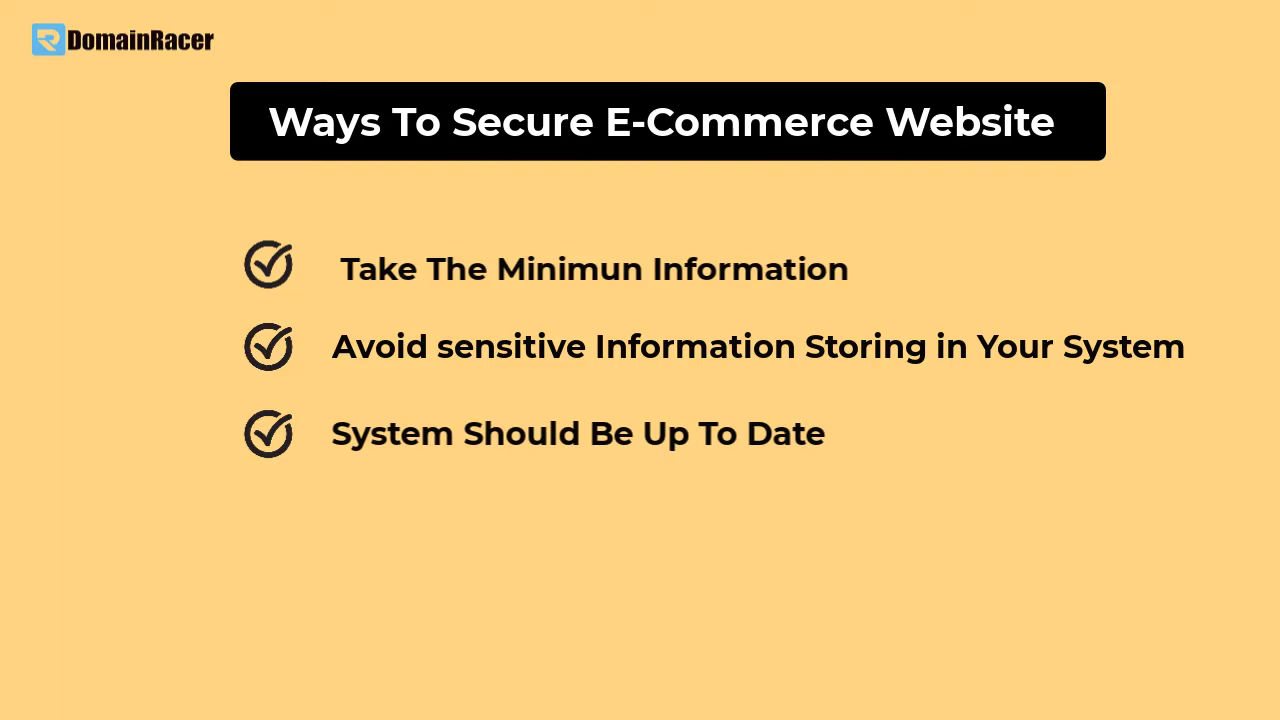 DomainRacer
Ways To Secure E-Commerce Website
Take The Minimun Information
Avoid sensitive Information Storing in Your System
System Should Be Up To Date